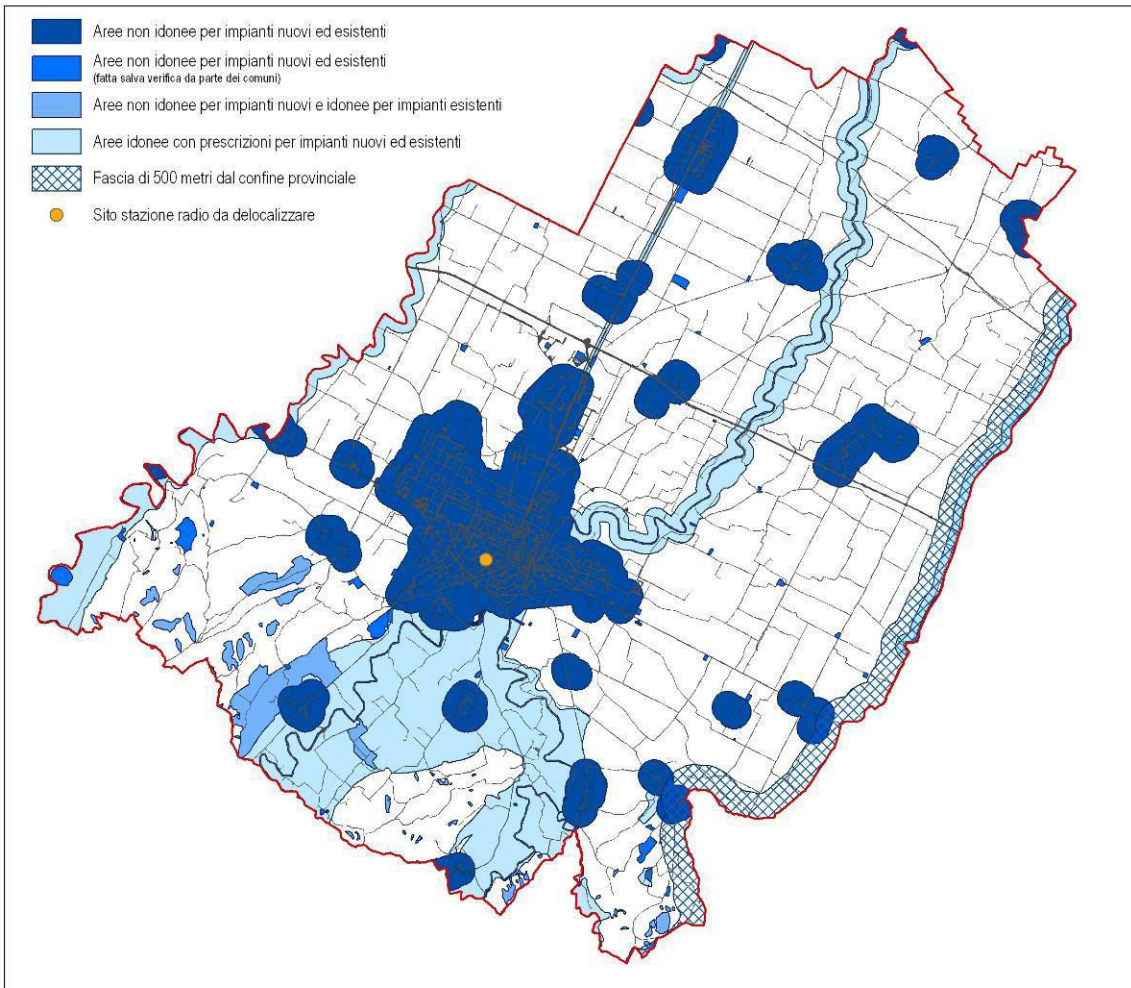 Aree non idonee per impianti nuovi ed esistenti
Aree non idonee per impianti nuovi ed esistenti
(fatta salva verifica da parte dei comuni)
Aree non idonee per impianti nuovi e idonee per impianti esistenti
Aree idonee con prescrizioni per impianti nuovi ed esistenti
Fascia di 500 metri dal confine provinciale
Sito stazione radio da delocalizzare